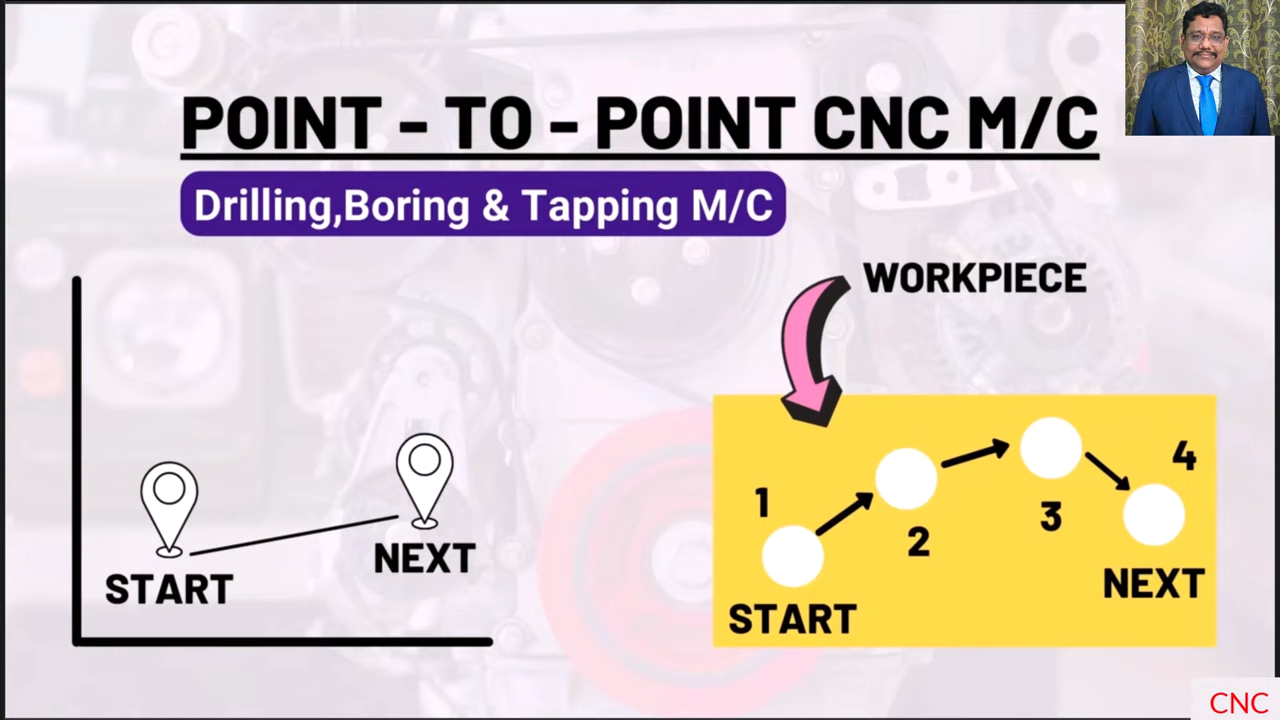 POINT - TO - POINT CNC M/C
Drilling,Boring & Tapping M/C
WORKPIECE
START
NEXT
1
2
3
4
START
NEXT
CNC